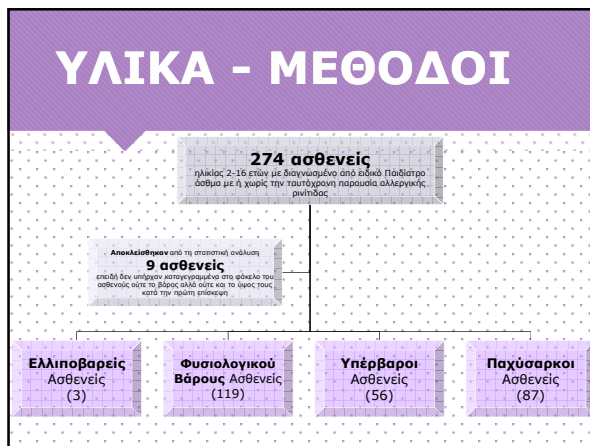 ΥΛΙΚΑ - ΜΕΘΟΔΟΙ
274 ασθενείς
ηλικίας 2-16 ετών με διαγνωσμένο από ειδικό Παιδίατρο
άσθμα με ή χωρίς την ταυτόχρονη παρουσία αλλεργικής
ρινίτιδας
Αποκλείσθηκαν από τη στατιστική ανάλυση
9 ασθενείς
επειδή δεν υπήρχαν καταγεγραμμένα στο φάκελο του
ασθενούς ούτε το βάρος αλλά ούτε και το ύψος τους
κατά την πρώτη επίσκεψη
Ελλιποβαρείς
Ασθενείς
(3)
Φυσιολογικού
Βάρους Ασθενείς
(119)
Υπέρβαροι
Ασθενείς
(56)
Παχύσαρκοι
Ασθενείς
(87)